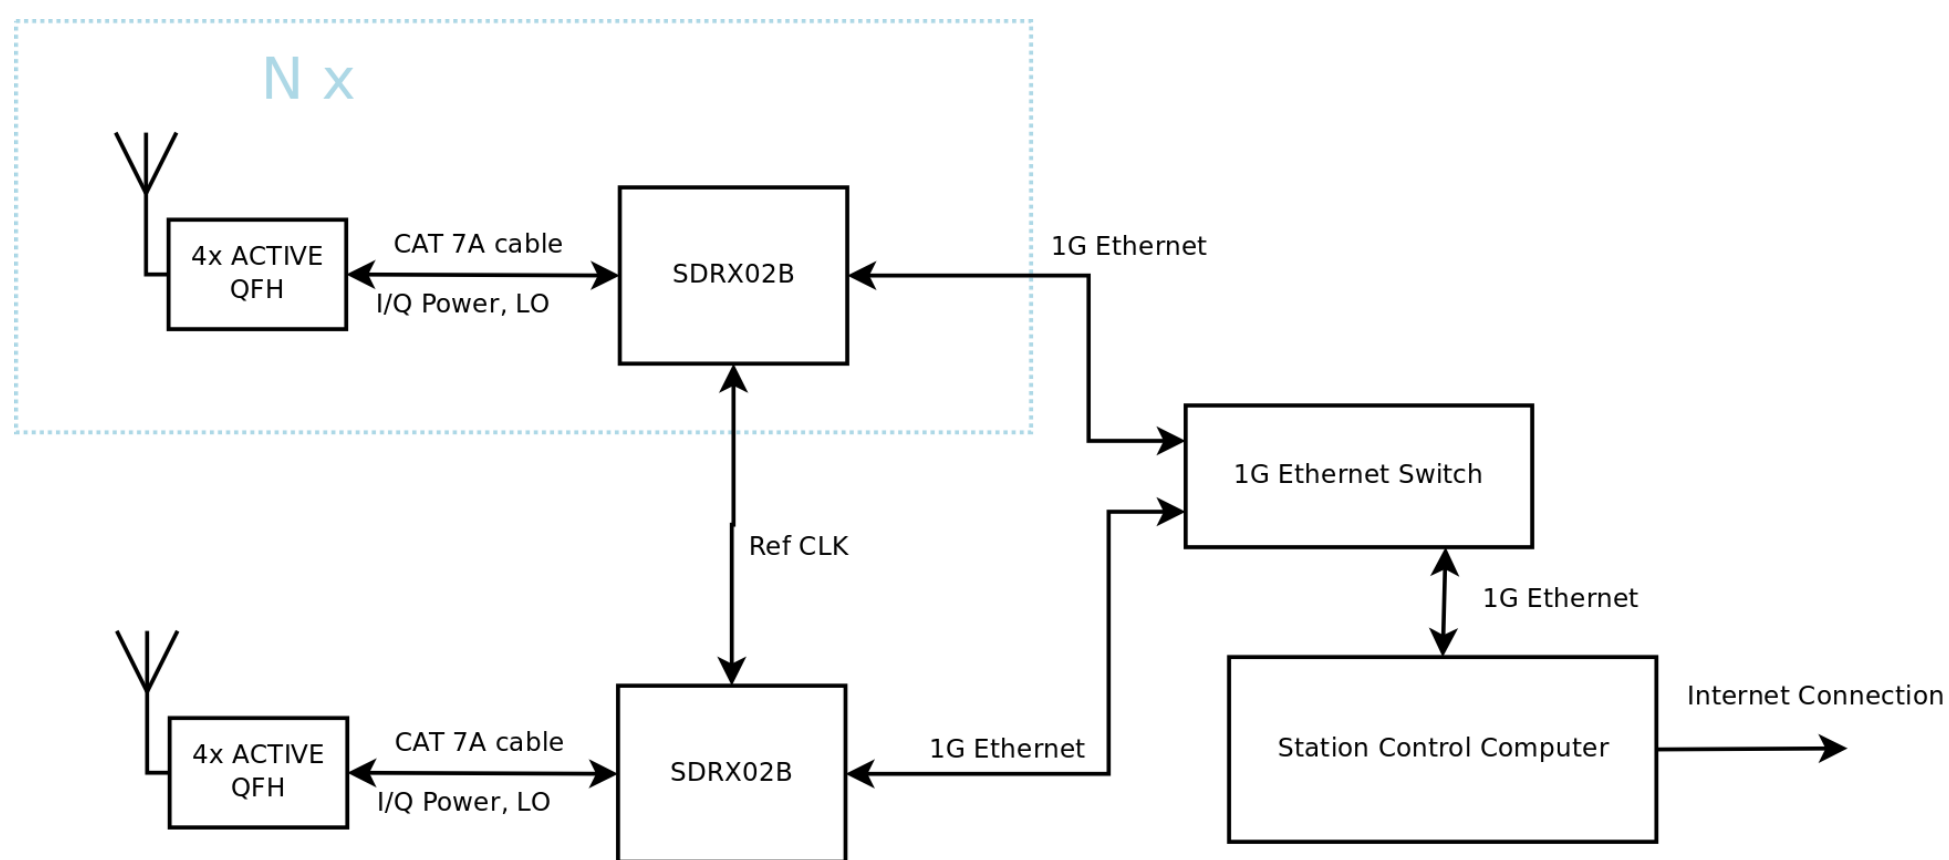 N x
4x ACTIVE
QFH
CAT 7A cable
I/Q Power, LO
SDRX02B
1G Ethernet
1G Ethernet Switch
Ref CLK
1G Ethernet
4x ACTIVE
QFH
CAT 7A cable
I/Q Power, LO
SDRX02B
1G Ethernet
Station Control Computer
Internet Connection